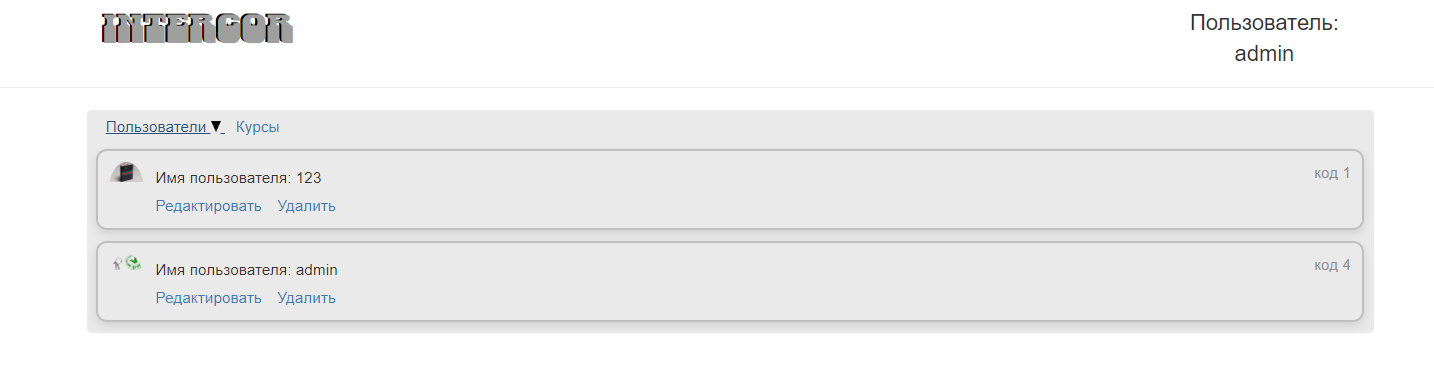 INTERCOR
Пользователь:
admin
Пользователи ▼ Курсы
Имя пользователя: 123
код 1
Редактировать Удалить
Имя пользователя: admin
код 4
Редактировать Удалить